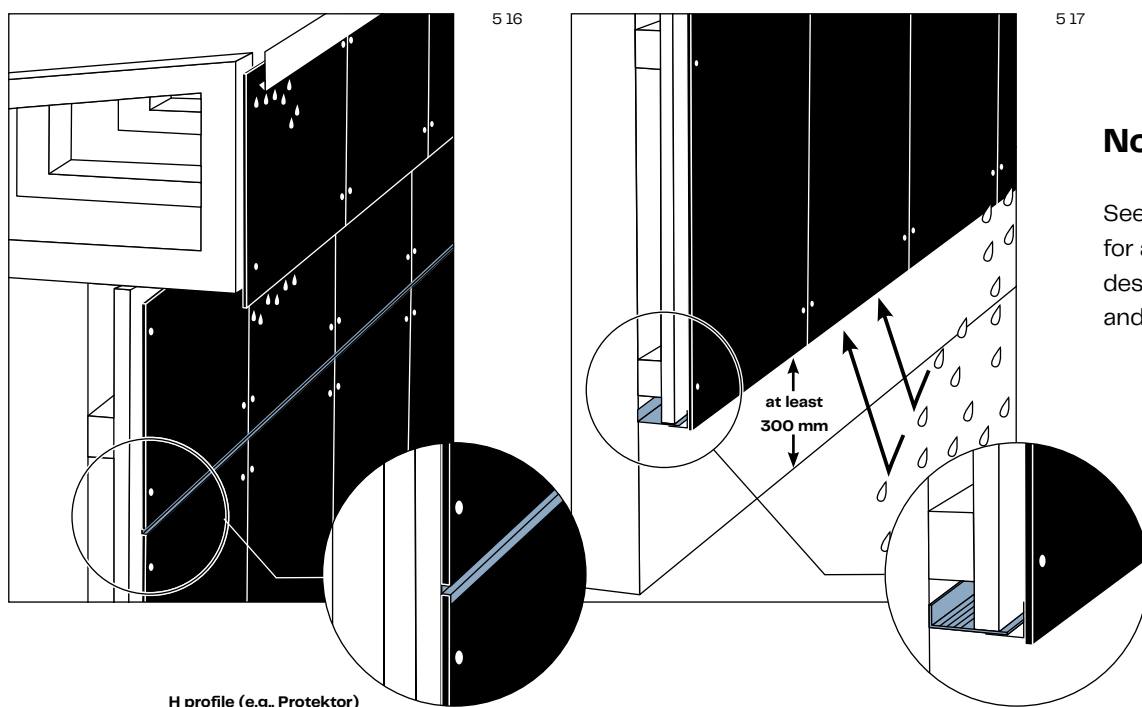 5 16
5 17
No
See
for a
des
and
at least
300 mm
H profile (e.g., Protektor)